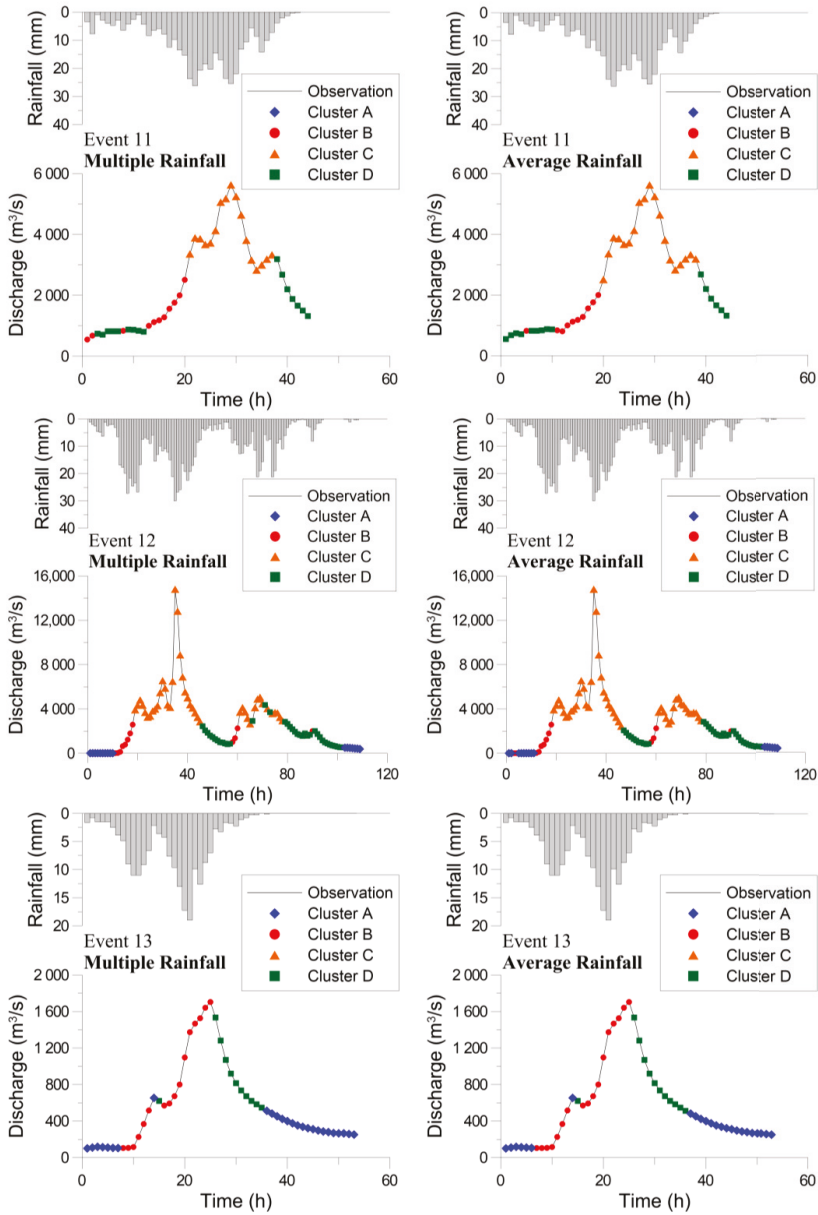 0
10
20
30
40
Rainfall (mm)
Observation
Cluster A
Cluster B
Cluster C
Cluster D
Event 11
Multiple Rainfall
6 000
4 000
2 000
0
Discharge (m³/s)
0 20 40 60
Time (h)
0
10
20
30
40
Rainfall (mm)
Observation
Cluster A
Cluster B
Cluster C
Cluster D
Event 11
Average Rainfall
6 000
4 000
2 000
0
Discharge (m³/s)
0 20 40 60
Time (h)
0
10
20
30
40
Rainfall (mm)
Observation
Cluster A
Cluster B
Cluster C
Cluster D
Event 12
Multiple Rainfall
16,000
12,000
8 000
4 000
0
Discharge (m³/s)
0 40 80 120
Time (h)
0
10
20
30
40
Rainfall (mm)
Observation
Cluster A
Cluster B
Cluster C
Cluster D
Event 12
Average Rainfall
16,000
12,000
8 000
4 000
0
Discharge (m³/s)
0 40 80 120
Time (h)
0
5
10
15
20
Rainfall (mm)
Observation
Cluster A
Cluster B
Cluster C
Cluster D
Event 13
Multiple Rainfall
2 000
1 600
1 200
800
400
0
Discharge (m³/s)
0 20 40 60
Time (h)
0
5
10
15
20
Rainfall (mm)
Observation
Cluster A
Cluster B
Cluster C
Cluster D
Event 13
Average Rainfall
2 000
1 600
1 200
800
400
0
Discharge (m³/s)
0 20 40 60
Time (h)